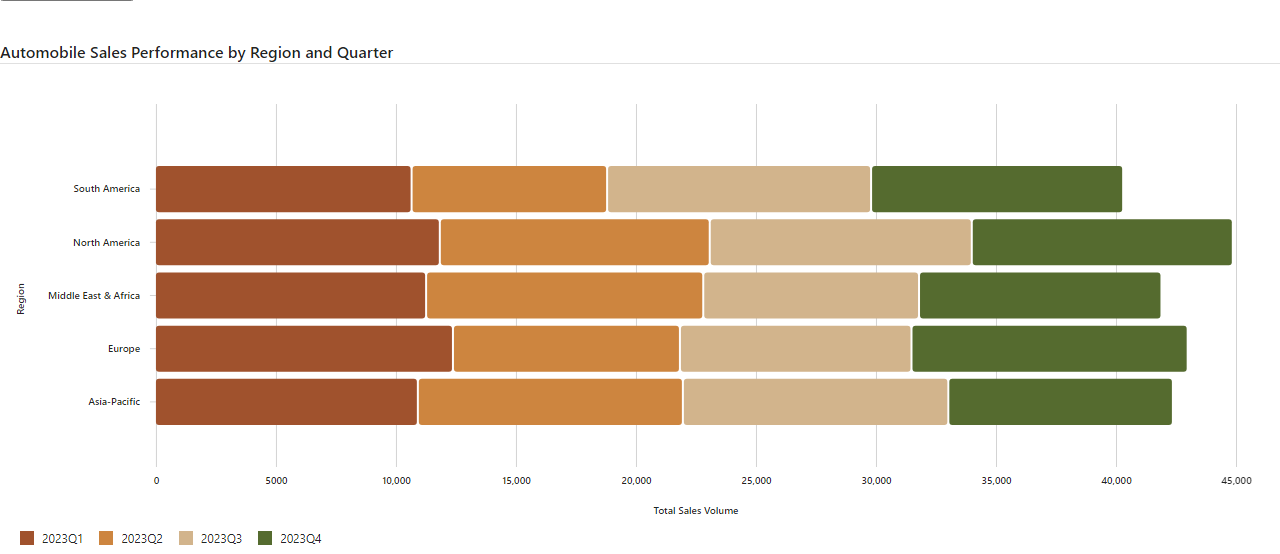 Automobile Sales Performance by Region and Quarter
South America
North America
Middle East & Africa
Europe
Asia-Pacific
Region
0 5000 10,000 15,000 20,000 25,000 30,000 35,000 40,000 45,000
Total Sales Volume
2023Q1 2023Q2 2023Q3 2023Q4